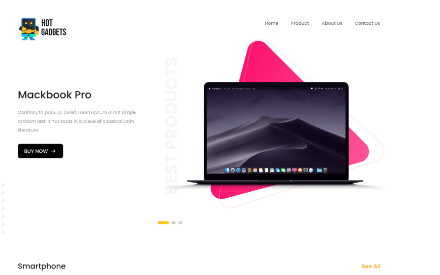 HOT
GADGETS
Home
Product
About Us
Contact Us
BEST PRODUCTS
Mackbook Pro
Contrary to popular belief, Lorem Ipsum is not simply
random text. It has roots in a piece of classical Latin
literature.
BUY NOW →
Smartphone
See All